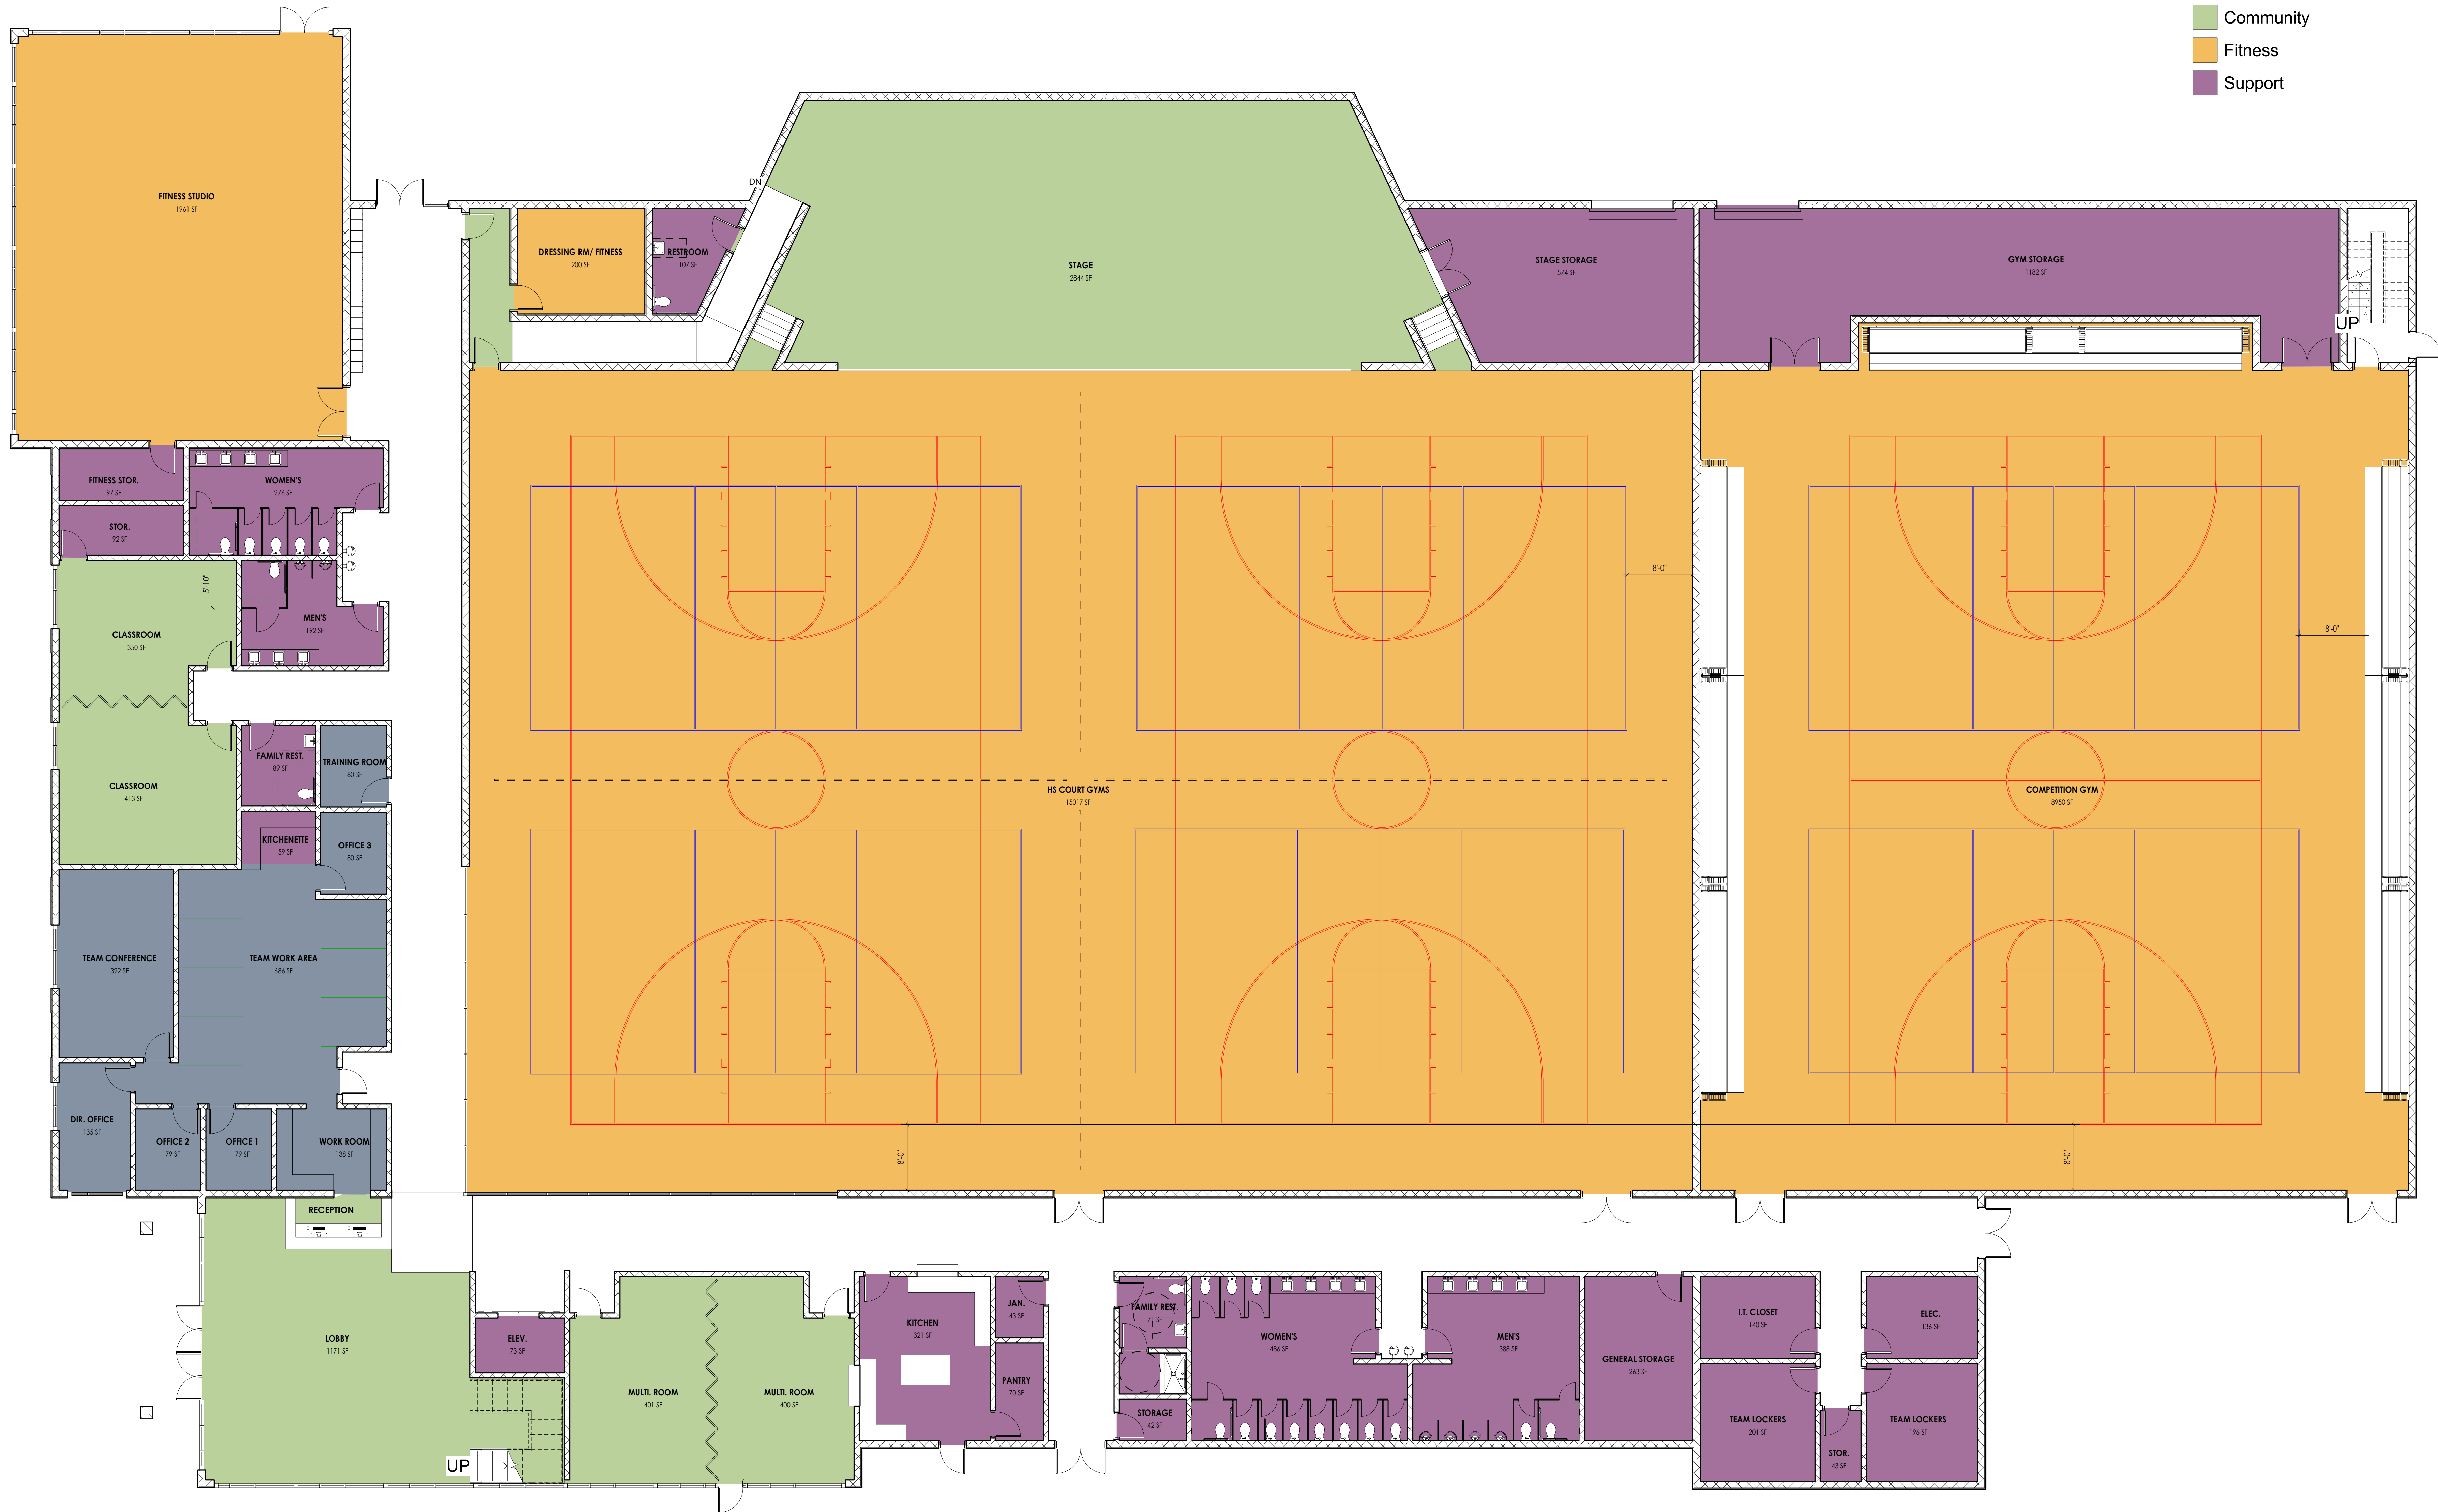 Community
Fitness
Support
FITNESS STUDIO
1961 SF
DN
DRESSING RM/ FITNESS
200 SF
RESTROOM
107 SF
STAGE
2844 SF
STAGE STORAGE
574 SF
GYM STORAGE
1182 SF
UP
FITNESS STOR.
97 SF
WOMEN'S
276 SF
STOR.
92 SF
5'-10"
MEN'S
192 SF
CLASSROOM
350 SF
8'-0"
8'-0"
FAMILY REST.
89 SF
TRAINING ROOM
80 SF
CLASSROOM
413 SF
HS COURT GYMS
15017 SF
COMPETITION GYM
8950 SF
KITCHENETTE
59 SF
OFFICE 3
80 SF
TEAM CONFERENCE
322 SF
TEAM WORK AREA
686 SF
DIR. OFFICE
135 SF
OFFICE 2
79 SF
OFFICE 1
79 SF
WORK ROOM
138 SF
8'-0"
8'-0"
RECEPTION
LOBBY
1171 SF
ELEV.
73 SF
UP
MULTI. ROOM
401 SF
MULTI. ROOM
400 SF
KITCHEN
321 SF
JAN.
43 SF
PANTRY
70 SF
FAMILY REST.
71 SF
STORAGE
42 SF
WOMEN'S
486 SF
MEN'S
388 SF
GENERAL STORAGE
263 SF
I.T. CLOSET
140 SF
ELEC.
136 SF
TEAM LOCKERS
201 SF
STOR.
43 SF
TEAM LOCKERS
196 SF